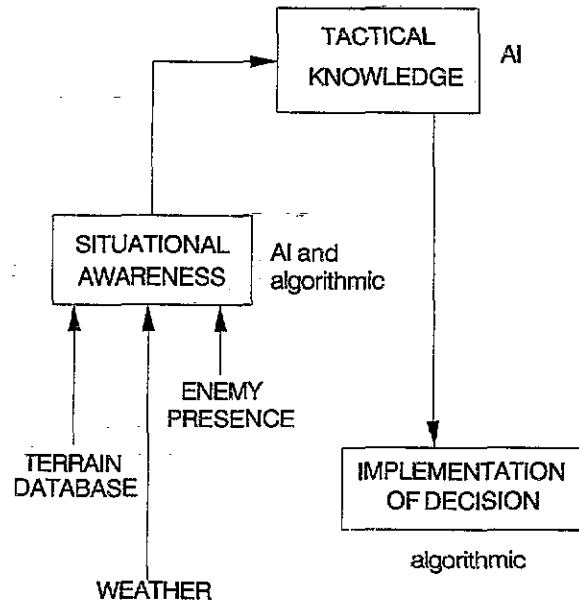 TACTICAL
KNOWLEDGE
AI
SITUATIONAL
AWARENESS
AI and
algorithmic
ENEMY
PRESENCE
TERRAIN
DATABASE
WEATHER
IMPLEMENTATION
OF DECISION
algorithmic